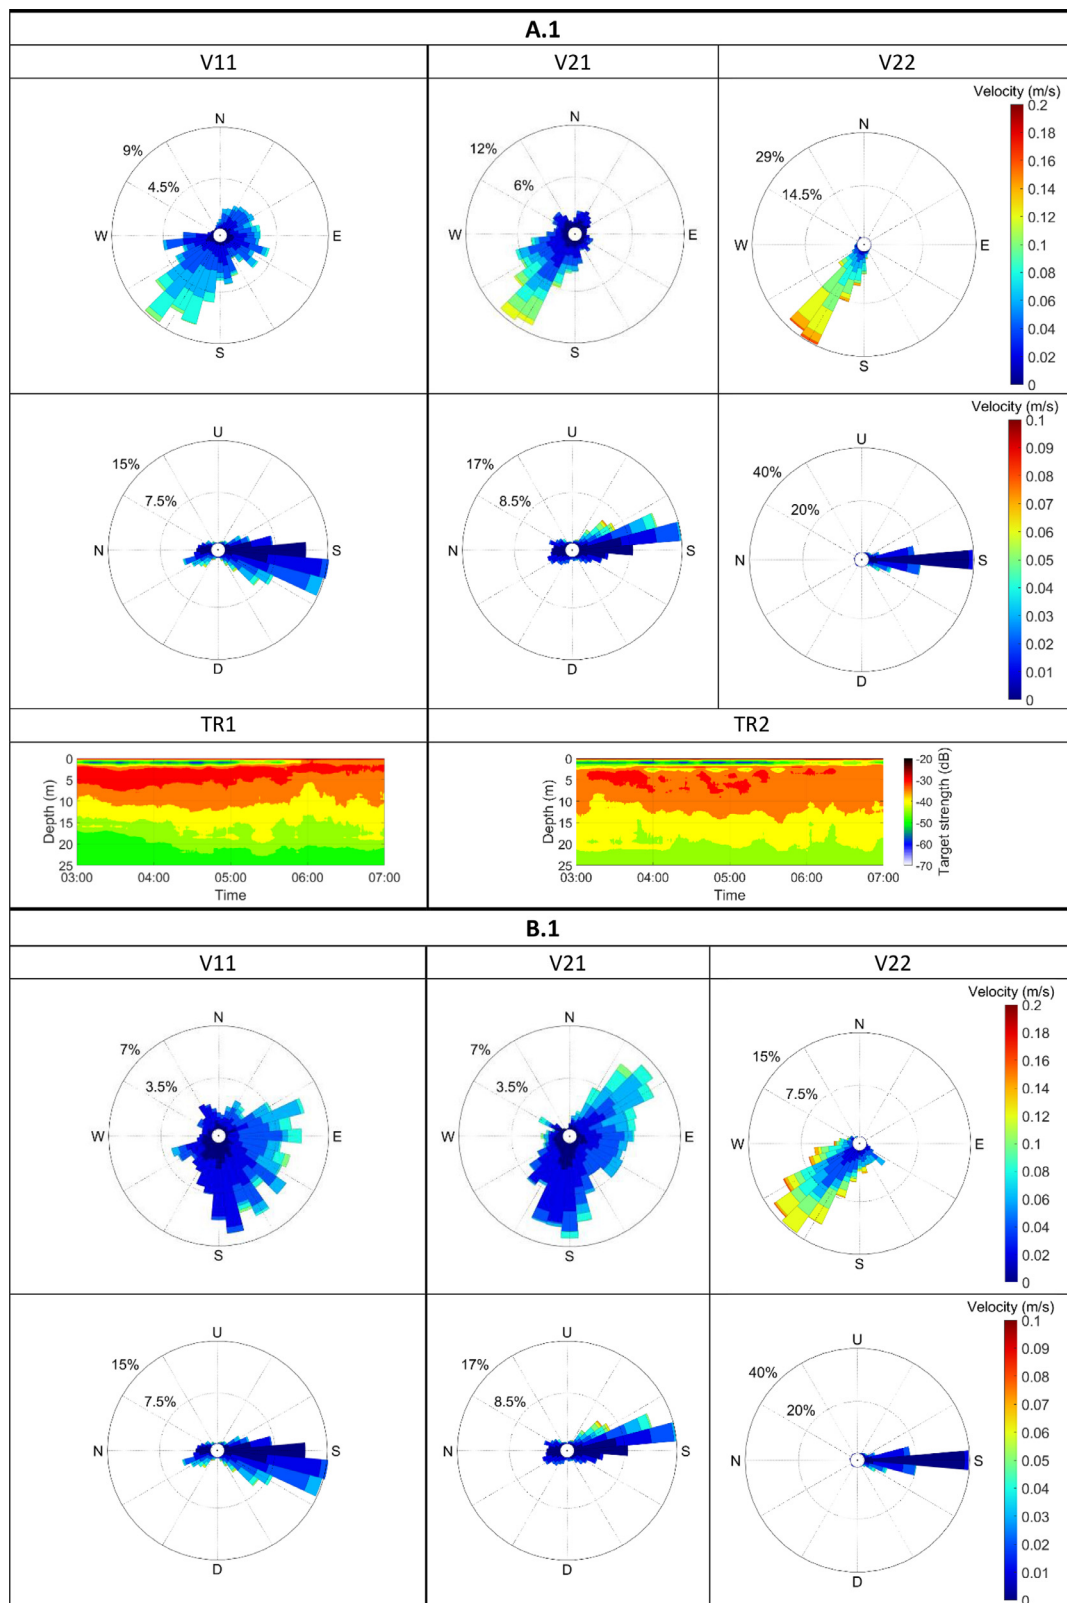 A.1
V11
V21
V22
Velocity (m/s)
N
9%
4.5%
W
E
S
N
12%
6%
W
E
S
N
29%
14.5%
W
E
S
0.2
0.18
0.16
0.14
0.12
0.1
0.08
0.06
0.04
0.02
0
Velocity (m/s)
U
15%
7.5%
N
S
D
U
17%
8.5%
N
S
D
U
40%
20%
N
S
D
0.1
0.09
0.08
0.07
0.06
0.05
0.04
0.03
0.02
0.01
0
TR1
TR2
Depth (m)
0
5
10
15
20
25
03:00
04:00
05:00
06:00
07:00
Time
Depth (m)
0
5
10
15
20
25
03:00
04:00
05:00
06:00
07:00
Time
-20
-30
-40
-50
-60
-70
Target strength (dB)
B.1
V11
V21
V22
Velocity (m/s)
N
7%
3.5%
W
E
S
N
7%
3.5%
W
E
S
N
15%
7.5%
W
E
S
0.2
0.18
0.16
0.14
0.12
0.1
0.08
0.06
0.04
0.02
0
Velocity (m/s)
U
15%
7.5%
N
S
D
U
17%
8.5%
N
S
D
U
40%
20%
N
S
D
0.1
0.09
0.08
0.07
0.06
0.05
0.04
0.03
0.02
0.01
0